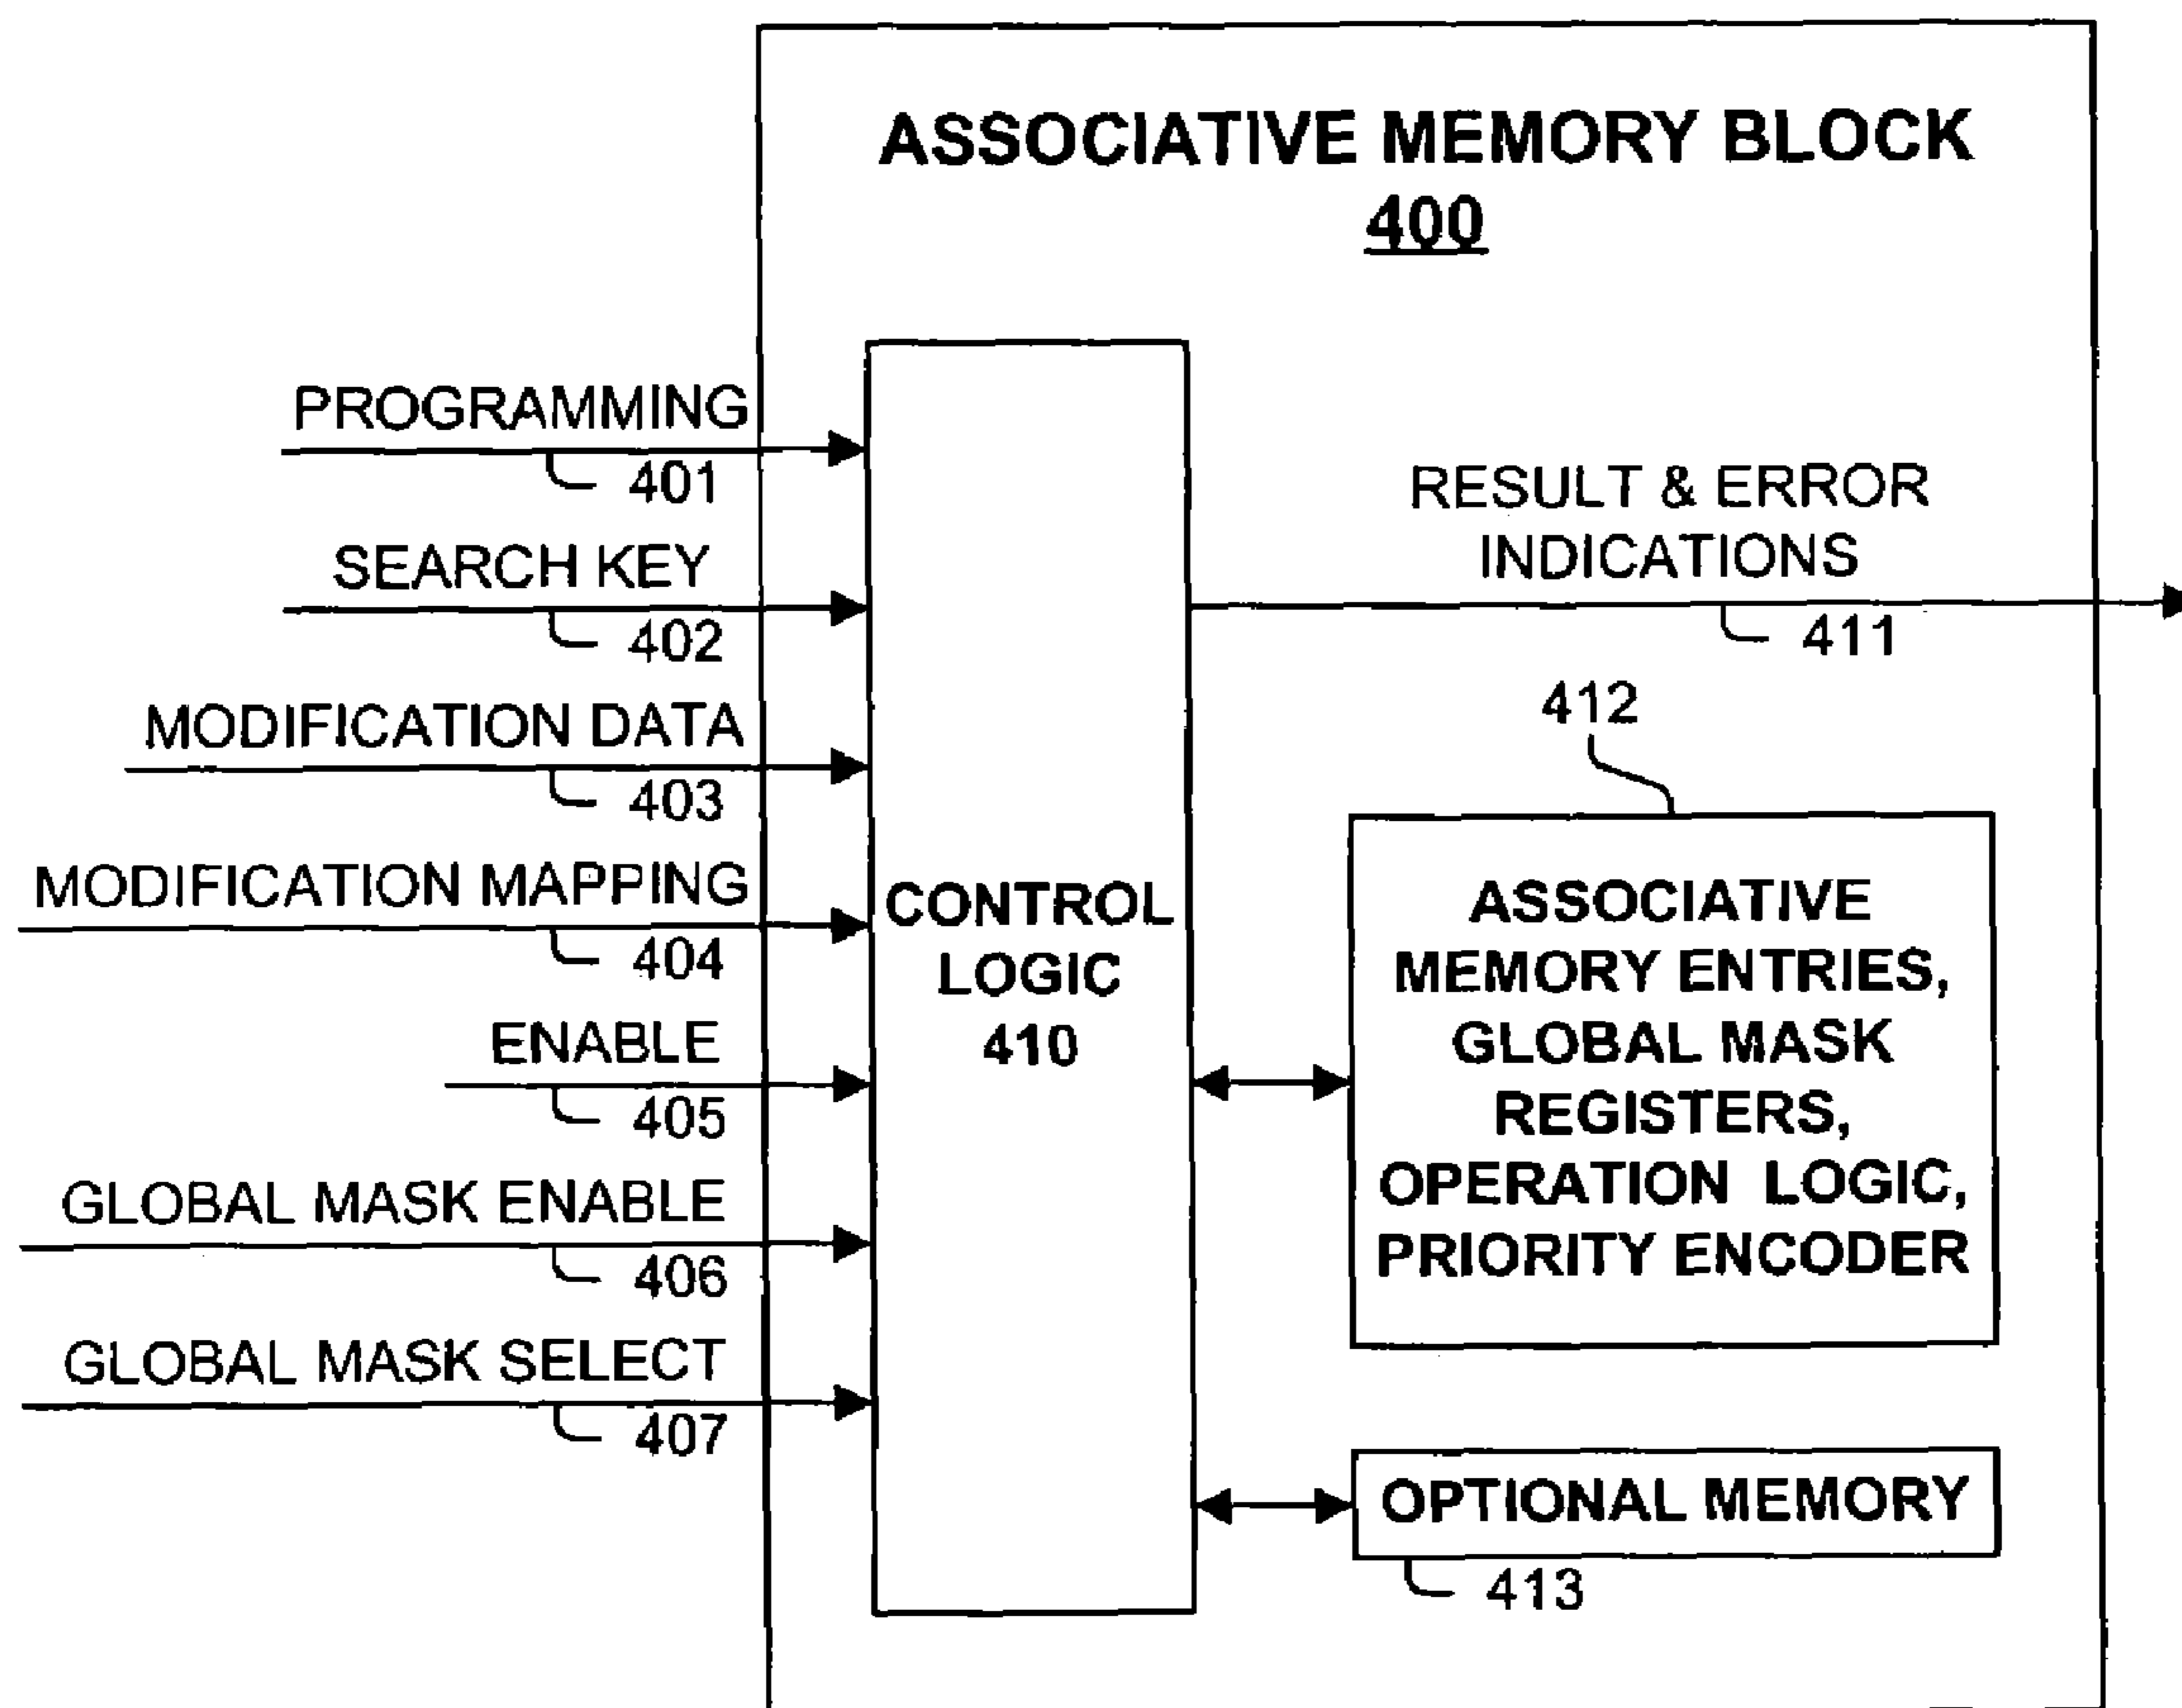 ASSOCIATIVE MEMORY BLOCK
400
PROGRAMMING
401
SEARCH KEY
402
MODIFICATION DATA
403
MODIFICATION MAPPING
404
ENABLE
405
GLOBAL MASK ENABLE
406
GLOBAL MASK SELECT
407
CONTROL
LOGIC
410
RESULT & ERROR
INDICATIONS
411
412
ASSOCIATIVE
MEMORY ENTRIES,
GLOBAL MASK
REGISTERS,
OPERATION LOGIC,
PRIORITY ENCODER
OPTIONAL MEMORY
413